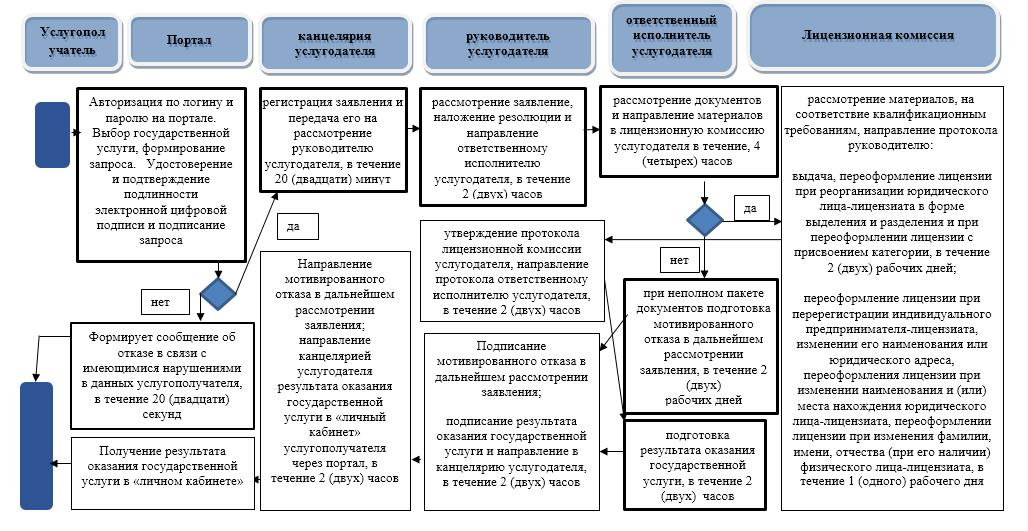 Услугопол
учатель
Портал
канцелярия
услугодателя
руководитель
услугодателя
ответственный
исполнитель
услугодателя
Лицензионная комиссия
Авторизация по логину и
паролю на портале.
Выбор государственной
услуги, формирование
запроса. Удостоверение
и подтверждение
подлинности
электронной цифровой
подписи и подписание
запроса
регистрация заявления и
передача его на
рассмотрение
руководителю
услугодателя, в течение
20 (двадцати) минут
рассмотрение заявление,
наложение резолюции и
направление
ответственному
исполнителю
услугодателя, в течение
2 (двух) часов
рассмотрение документов
и направление материалов
в лицензионную комиссию
услугодателя в течение, 4
(четырех) часов
рассмотрение материалов, на
соответствие квалификационным
требованиям, направление протокола
руководителю:
выдача, переоформление лицензии
при реорганизации юридического
лица-лицензиата в форме
выделения и разделения и при
переоформлении лицензии с
присвоением категории, в течение
2 (двух) рабочих дней;
переоформление лицензии при
перерегистрации индивидуального
предпринимателя-лицензиата,
изменении его наименования или
юридического адреса,
переоформления лицензии при
изменении наименования и (или)
места нахождения юридического
лица-лицензиата, переоформлении
лицензии при изменения фамилии,
имени, отчества (при его наличии)
физического лица-лицензиата, в
течение 1 (одного) рабочего дня
да
нет
да
нет
утверждение протокола
лицензионной комиссии
услугодателя, направление
протокола ответственному
исполнителю услугодателя,
в течение 2 (двух) часов
Направление
мотивированного
отказа в дальнейшем
рассмотрении
заявления;
направление
канцелярией
услугодателя
результата оказания
государственной
услуги в «личный
кабинет»
услугополучателя
через портал, в
течение 2 (двух) часов
при неполном пакете
документов подготовка
мотивированного
отказа в дальнейшем
рассмотрении
заявления, в течение 2
(двух)
рабочих дней
Формирует сообщение об
отказе в связи с
имеющимися нарушениями
в данных услугополучателя,
в течение 20 (двадцати)
секунд
Подписание
мотивированного отказа в
дальнейшем рассмотрении
заявления;
подписание результата
оказания государственной
услуги и направление в
канцелярию услугодателя,
в течение 2 (двух) часов
подготовка
результата оказания
государственной
услуги, в течение 2
(двух) часов
Получение результата
оказания государственной
услуги в «личном кабинете»